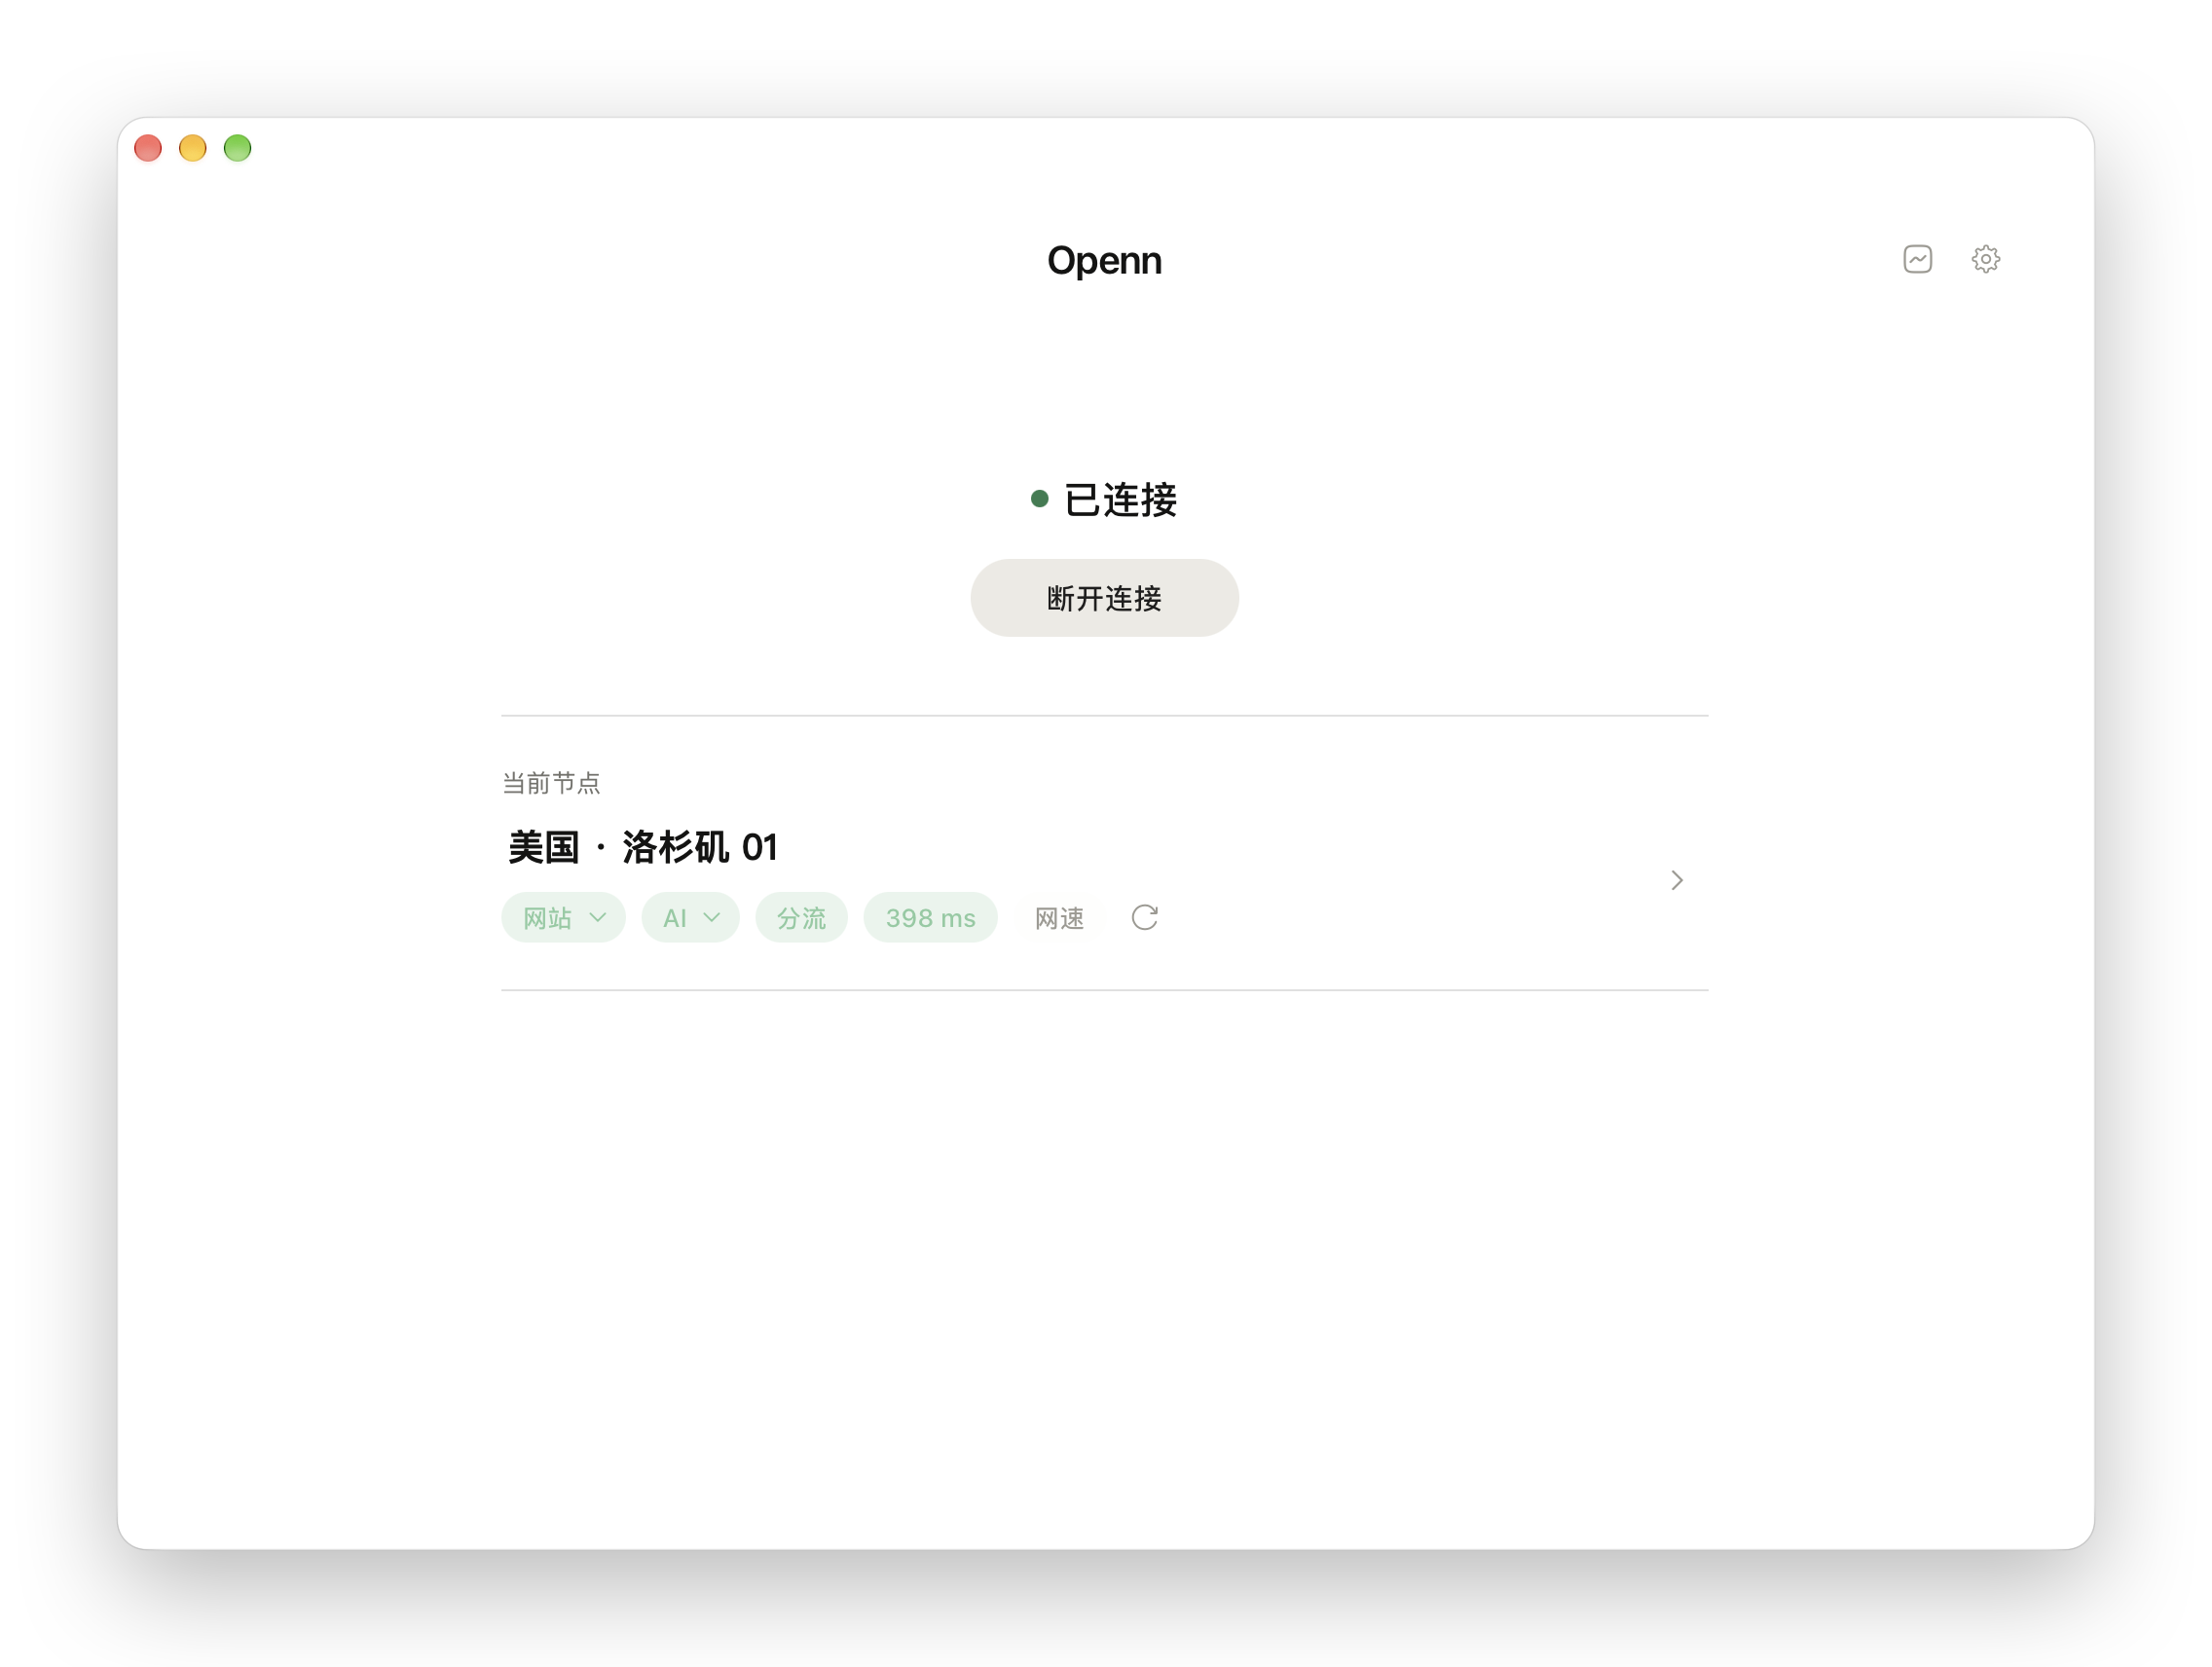 Openn
已连接
断开连接
当前节点
美国 · 洛杉矶 01
网站 AI 分流 398 ms 网速